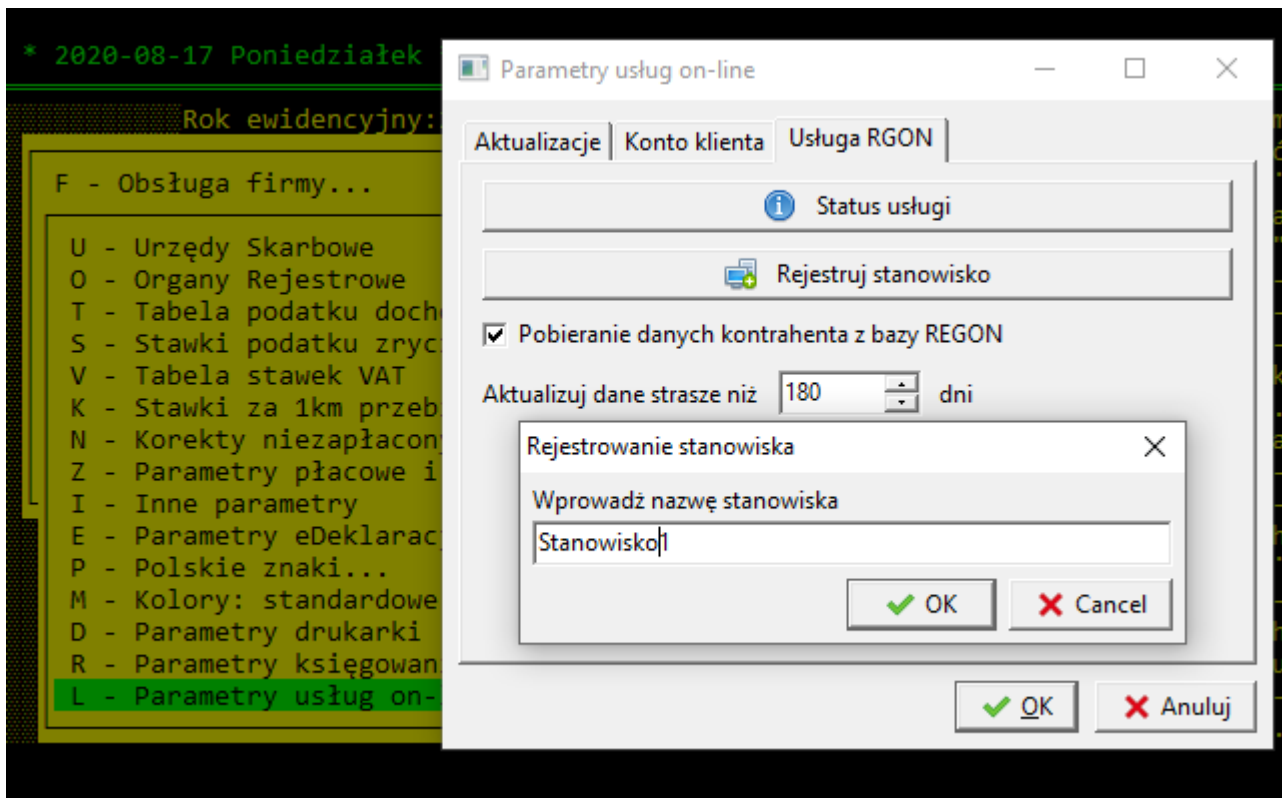 * 2020-08-17 Poniedziałek
Rok ewidencyjny:
F - Obsługa firmy...
U - Urzędy Skarbowe
O - Organy Rejestrowe
T - Tabela podatku doch
S - Stawki podatku zrycz
V - Tabela stawek VAT
K - Stawki za 1km przeb
N - Korekty niezapłacon
Z - Parametry płacowe i
I - Inne parametry
E - Parametry eDeklarac
P - Polskie znaki...
M - Kolory: standardowe
D - Parametry drukarki
R - Parametry księgowan
L - Parametry usług on-
Parametry usług on-line
Aktualizacje Konto klienta Usługa RGON
Status usługi
Rejestruj stanowisko
Pobieranie danych kontrahenta z bazy REGON
Aktualizuj dane strasze niż 180 dni
Rejestrowanie stanowiska
Wprowadż nazwę stanowiska
Stanowisko1
OK Cancel
OK Anuluj